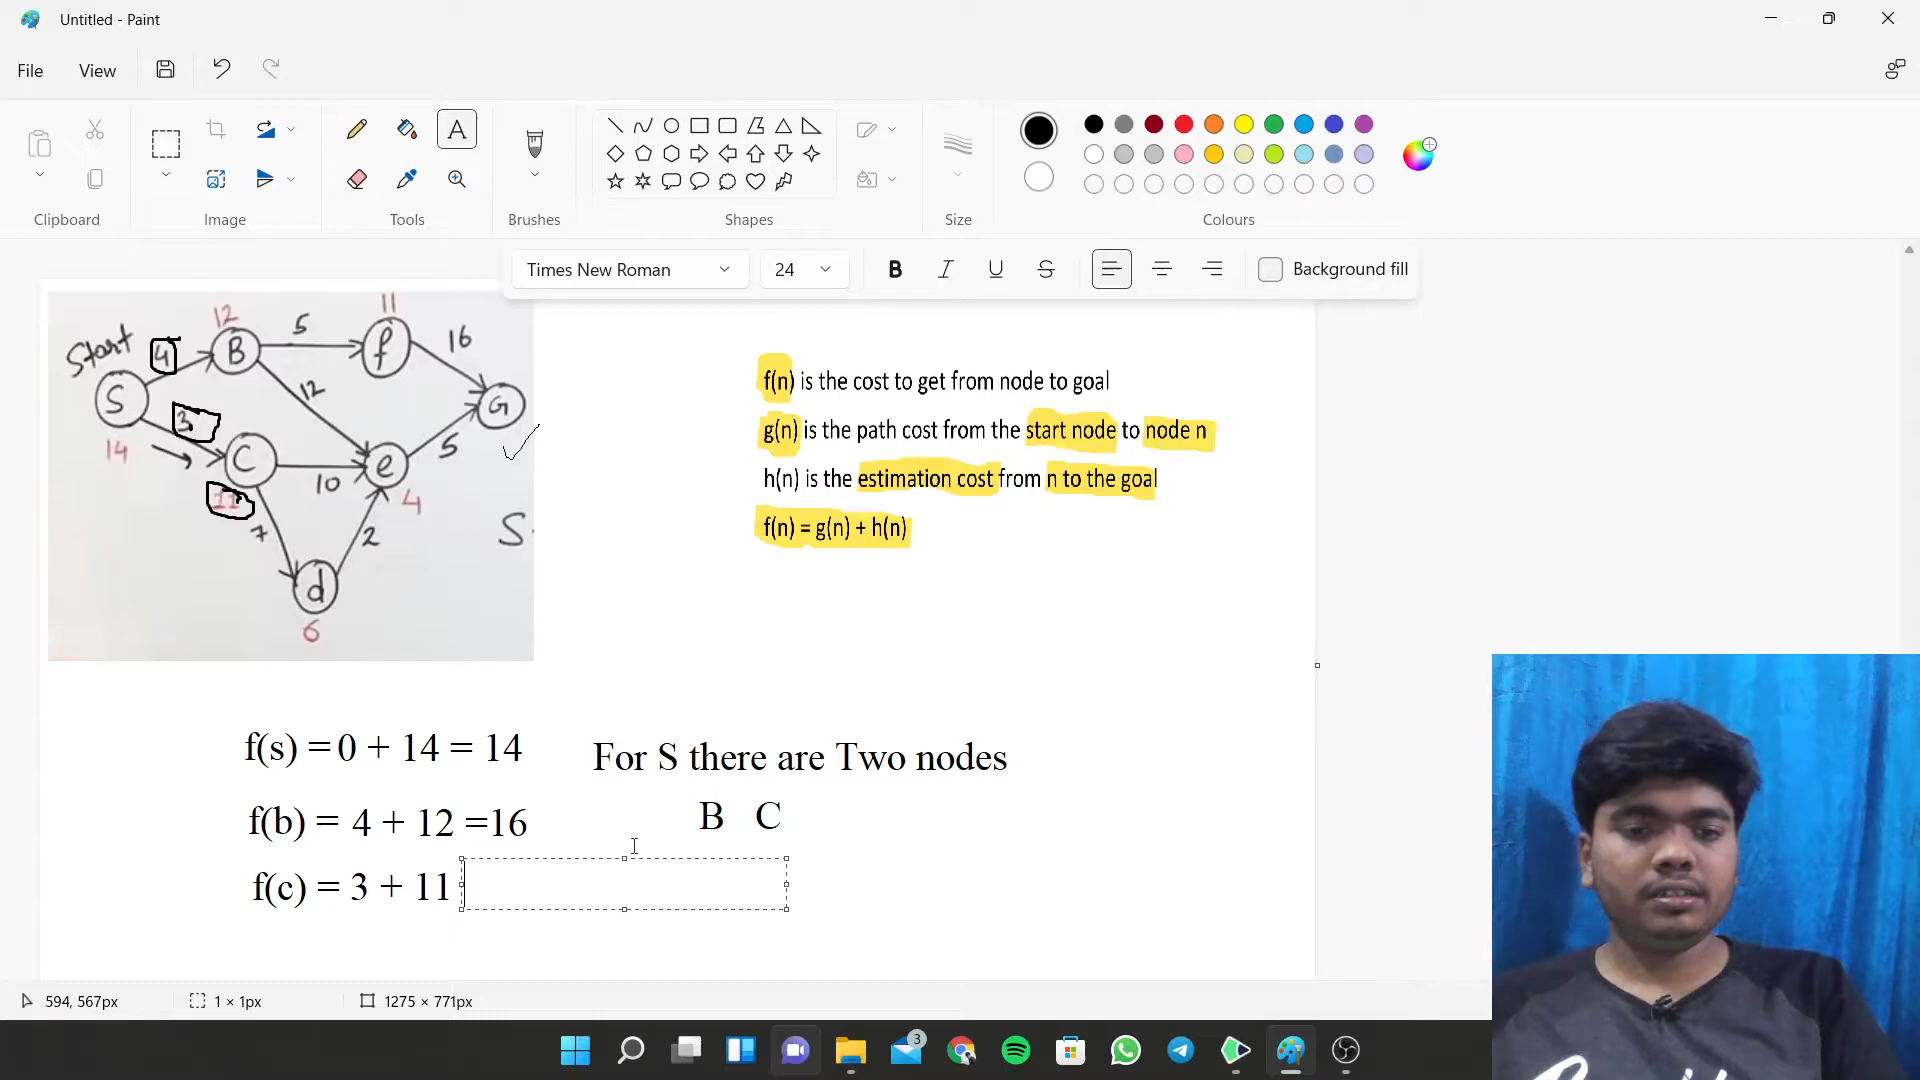 Untitled - Paint
File
View
Clipboard
Image
Tools
Brushes
Shapes
Size
Colours
Times New Roman
24
B
I
U
S
Background fill
12
11
Start
4
B
5
f
16
S
12
G
3
14
C
10
e
5
11
4
7
2
S
d
6
f(n) is the cost to get from node to goal
g(n) is the path cost from the start node to node n
h(n) is the estimation cost from n to the goal
f(n) = g(n) + h(n)
f(s) = 0 + 14 = 14
For S there are Two nodes
f(b) = 4 + 12 =16
B C
f(c) = 3 + 11
594, 567px
1 × 1px
1275 × 771px
3